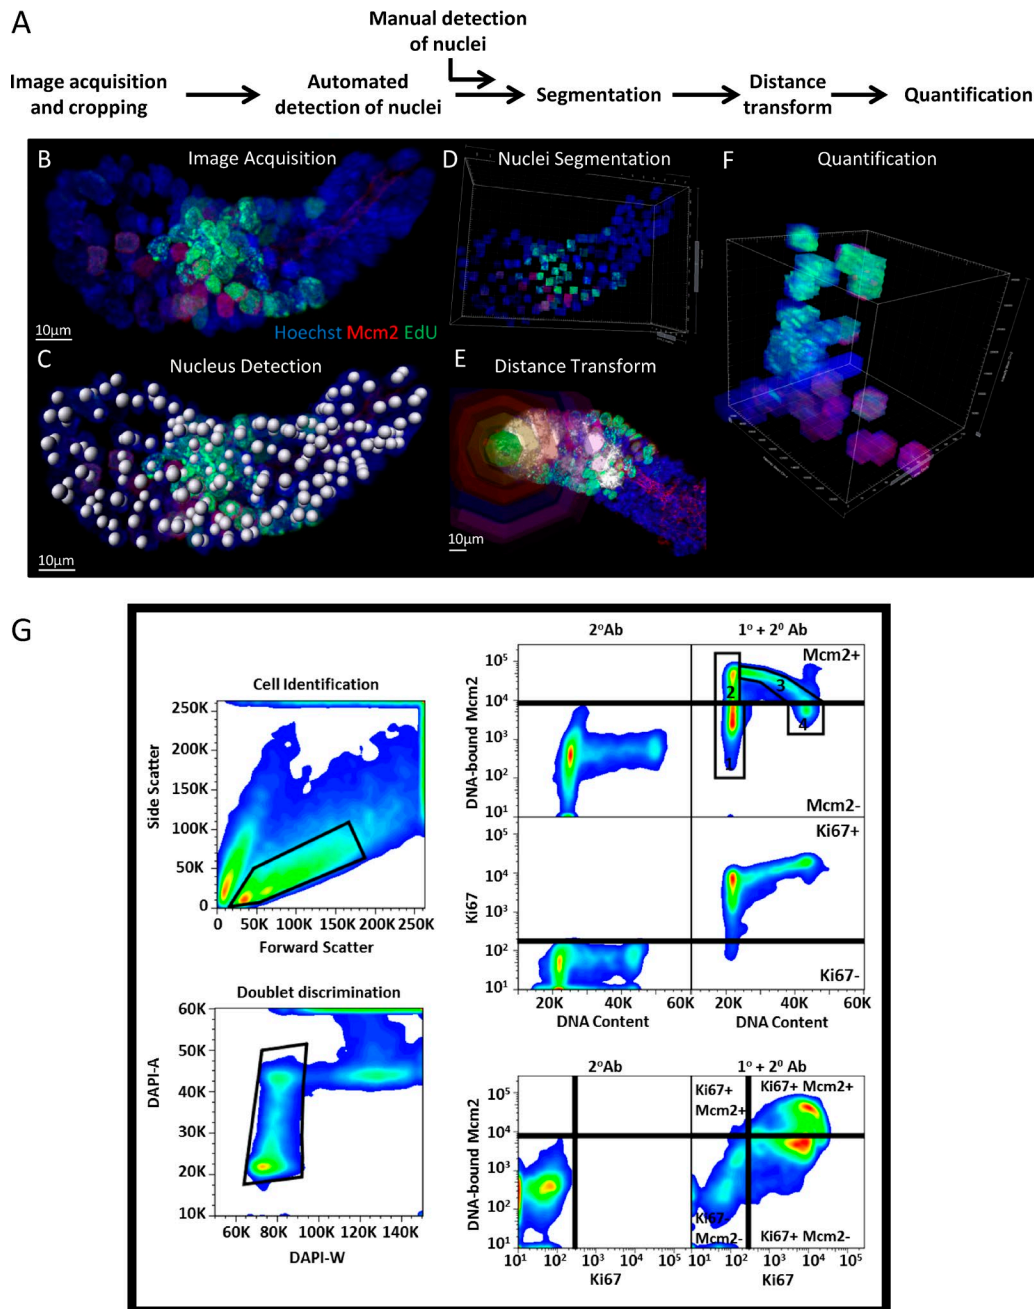 A
Manual detection
of nuclei
Image acquisition
and cropping
Automated
detection of nuclei
Segmentation
Distance
transform
Quantification
B
Image Acquisition
10µm
Hoechst Mcm2 EdU
C
Nucleus Detection
10µm
D
Nuclei Segmentation
E
Distance Transform
10µm
F
Quantification
G
Cell Identification
Side Scatter
250K
200K
150K
100K
50K
0
0 50K 100K 150K 200K 250K
Forward Scatter
Doublet discrimination
DAPI-A
60K
50K
40K
30K
20K
10K
60K 80K 100K 120K 140K
DAPI-W
2°Ab
1° + 2⁰ Ab
DNA-bound Mcm2
10⁵
10⁴
10³
10²
10¹
Mcm2+
2
3
4
1
Mcm2-
Ki67
10⁵
10⁴
10³
10²
10¹
Ki67+
Ki67-
20K 40K 60K
DNA Content
20K 40K 60K
DNA Content
2⁰Ab
1° + 2⁰ Ab
DNA-bound Mcm2
10⁵
10⁴
10³
10²
10¹
Ki67+
Mcm2+
Ki67+ Mcm2+
Ki67-
Mcm2-
Ki67+ Mcm2-
10¹ 10² 10³ 10⁴ 10⁵
Ki67
10¹ 10² 10³ 10⁴ 10⁵
Ki67